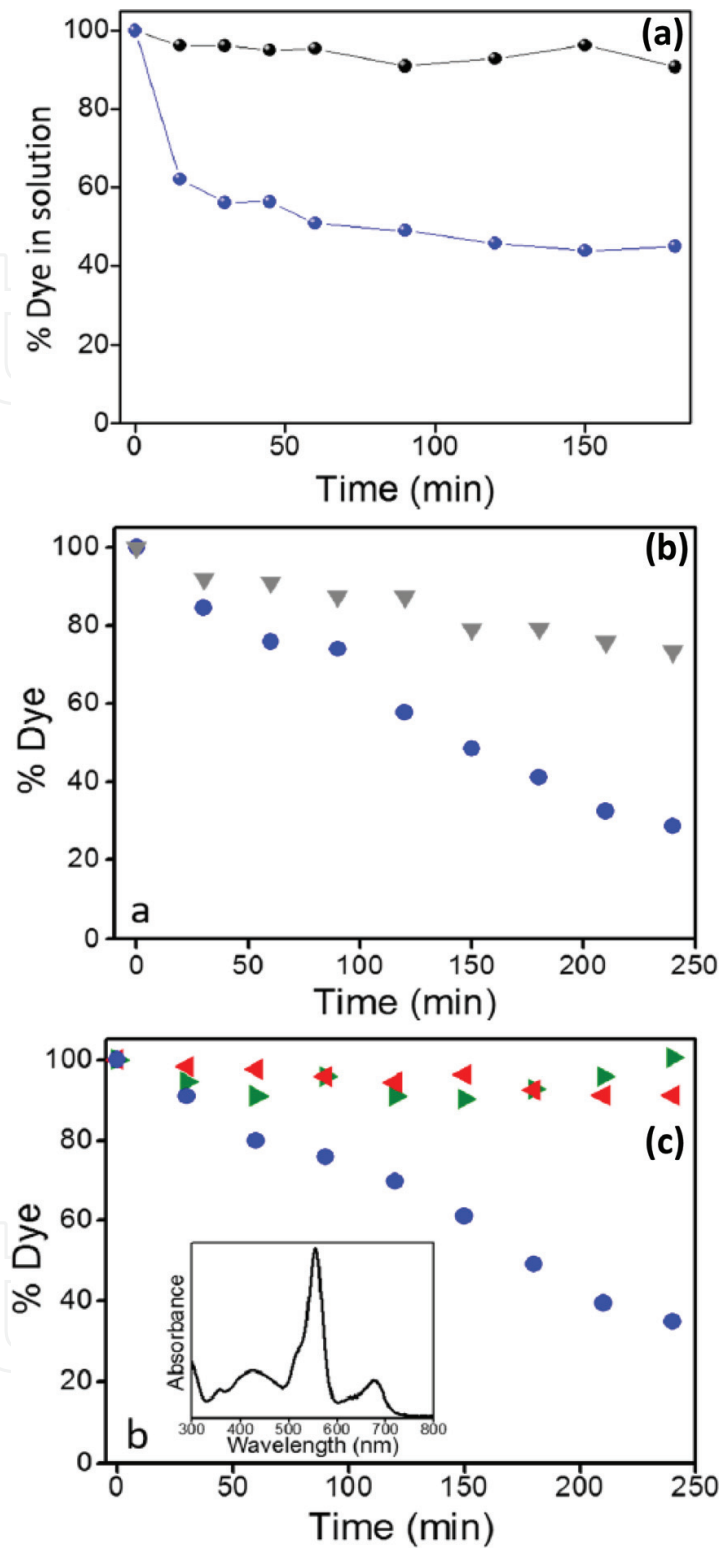 (a)
100
80
60
40
20
0
% Dye in solution
0 50 100 150
Time (min)
(b)
100
80
60
40
20
0
% Dye
a
0 50 100 150 200 250
Time (min)
(c)
100
80
60
40
20
0
% Dye
Absorbance
300 400 500 600 700 800
Wavelength (nm)
b
0 50 100 150 200 250
Time (min)